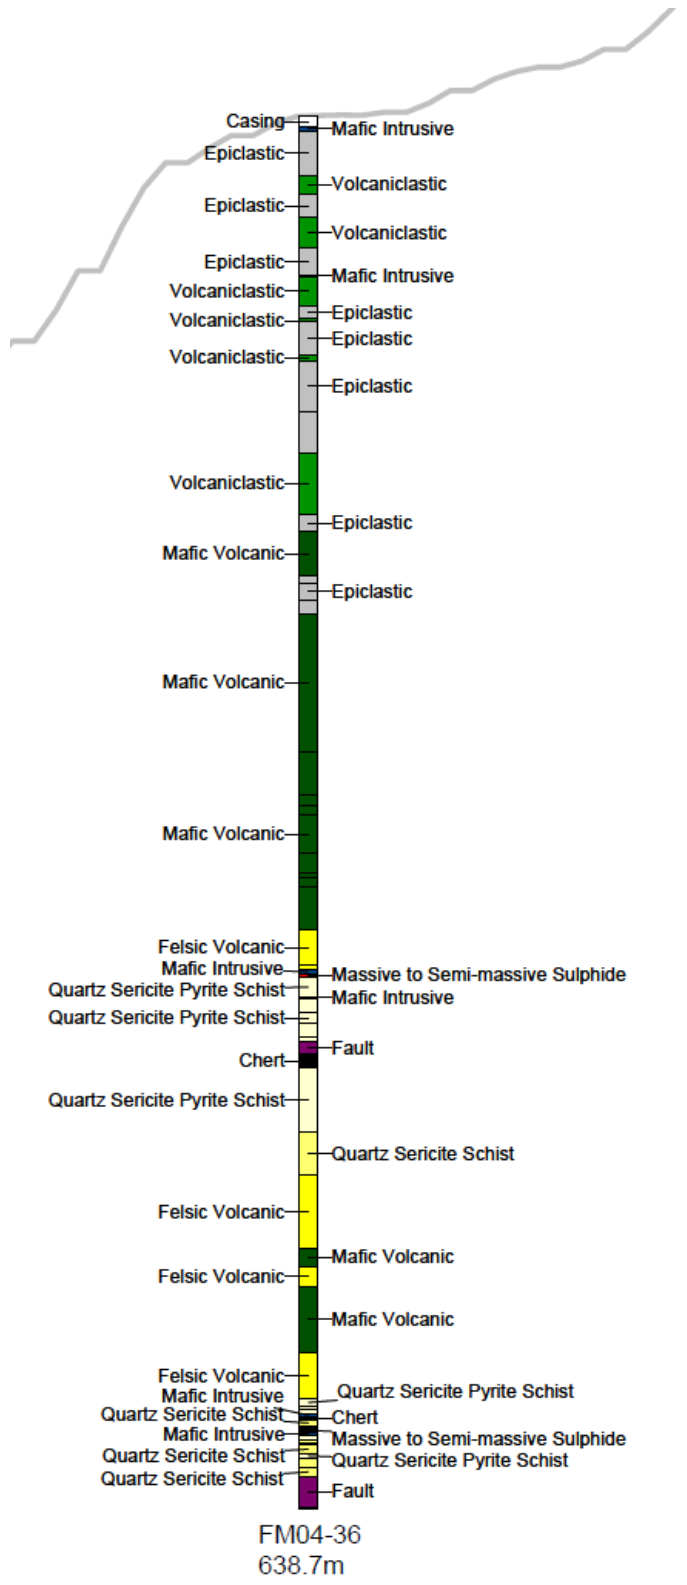 Casing
Mafic Intrusive
Epiclastic
Volcaniclastic
Epiclastic
Volcaniclastic
Epiclastic
Mafic Intrusive
Volcaniclastic
Epiclastic
Volcaniclastic
Epiclastic
Volcaniclastic
Epiclastic
Volcaniclastic
Epiclastic
Mafic Volcanic
Epiclastic
Mafic Volcanic
Mafic Volcanic
Felsic Volcanic
Mafic Intrusive
Massive to Semi-massive Sulphide
Quartz Sericite Pyrite Schist
Mafic Intrusive
Quartz Sericite Pyrite Schist
Fault
Chert
Quartz Sericite Pyrite Schist
Quartz Sericite Schist
Felsic Volcanic
Mafic Volcanic
Felsic Volcanic
Mafic Volcanic
Felsic Volcanic
Quartz Sericite Pyrite Schist
Mafic Intrusive
Quartz Sericite Schist
Chert
Mafic Intrusive
Massive to Semi-massive Sulphide
Quartz Sericite Schist
Quartz Sericite Pyrite Schist
Quartz Sericite Schist
Fault
FM04-36
638.7m